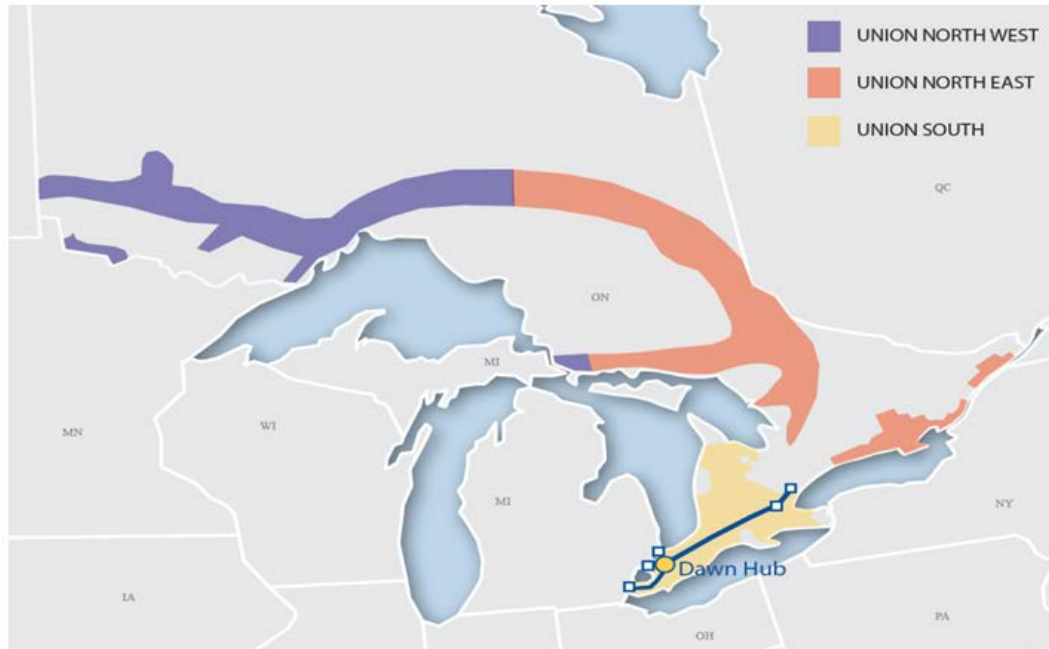 UNION NORTH WEST
UNION NORTH EAST
UNION SOUTH
QC
ON
MI
MN
WI
MI
NY
Dawn Hub
IA
PA
OH